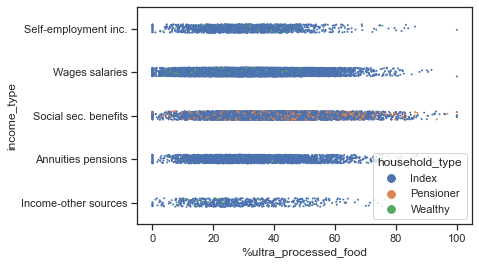 Self-employment inc.
Wages salaries
Social sec. benefits
Annuities pensions
Income-other sources
income_type
household_type
Index
Pensioner
Wealthy
0 20 40 60 80 100
%ultra_processed_food